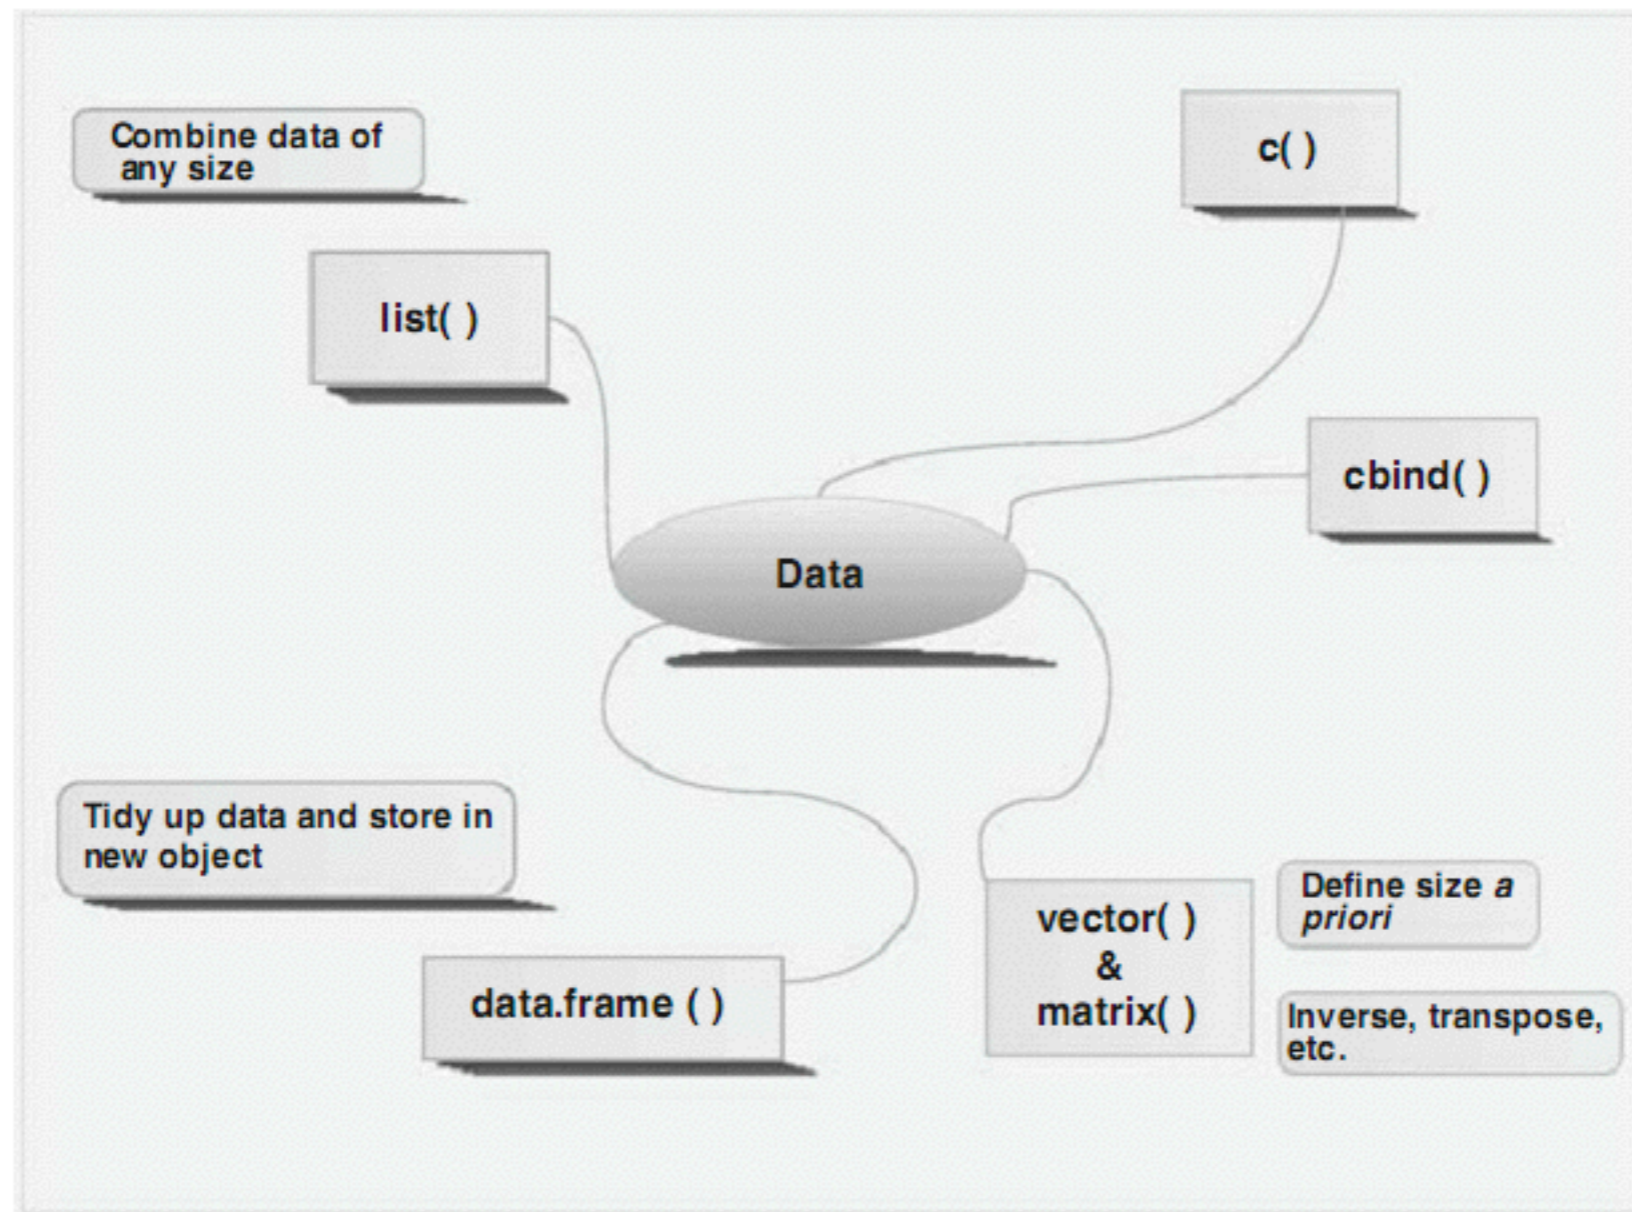 Combine data of
any size
c( )
list( )
cbind( )
Data
Tidy up data and store in
new object
data.frame ( )
vector( )
&
matrix( )
Define size a
priori
Inverse, transpose,
etc.